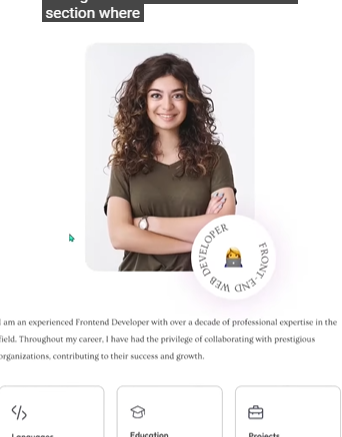 section where
FRONT-END WEB DEVELOPER
I am an experienced Frontend Developer with over a decade of professional expertise in the
field. Throughout my career, I have had the privilege of collaborating with prestigious
organizations, contributing to their success and growth.
Languages
Education
Projects